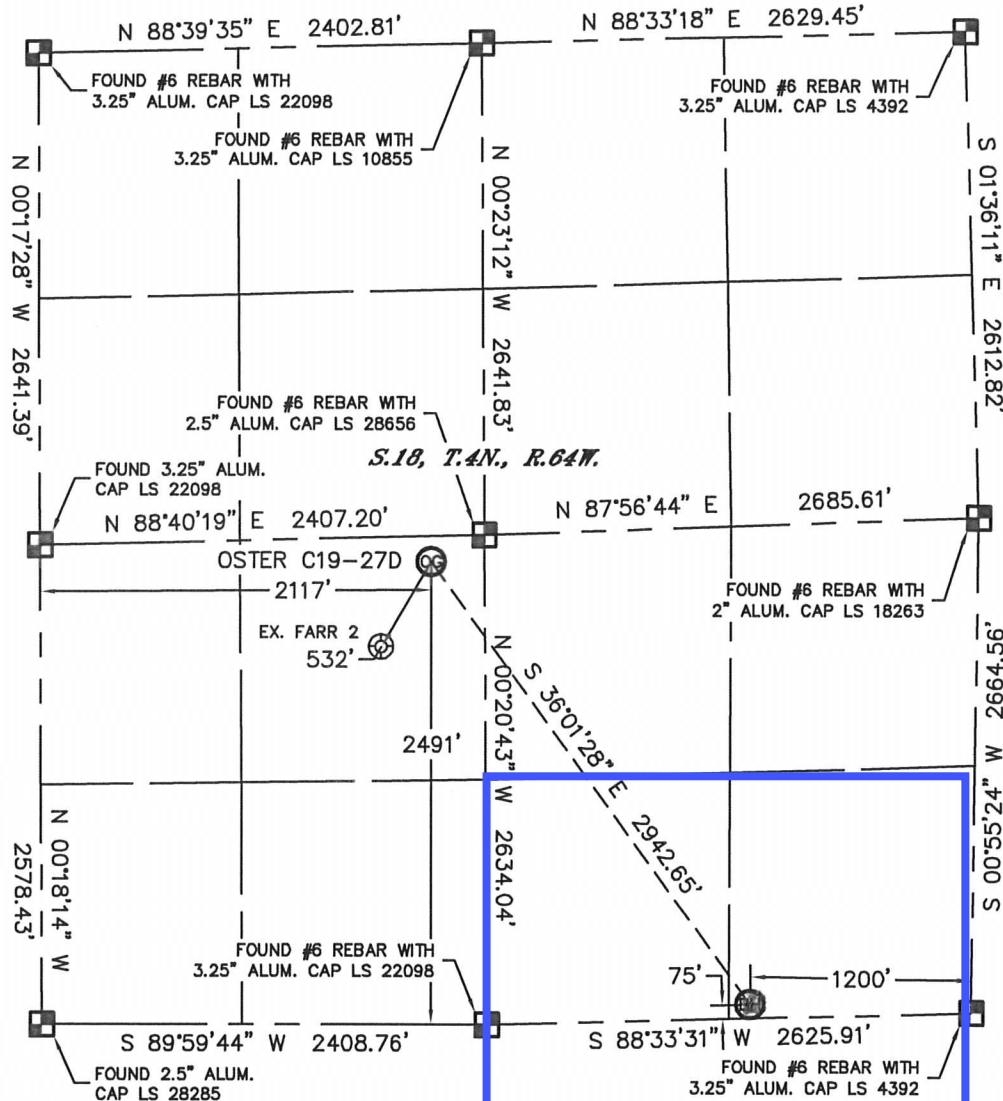 N 88°39'35" E 2402.81'
N 88°33'18" E 2629.45'
FOUND #6 REBAR WITH
3.25" ALUM. CAP LS 22098
FOUND #6 REBAR WITH
3.25" ALUM. CAP LS 4392
FOUND #6 REBAR WITH
3.25" ALUM. CAP LS 10855
N 00°17'28" W 2641.39'
N 00°23'12" W 2641.83'
S 01°36'11" E 2612.82'
FOUND #6 REBAR WITH
2.5" ALUM. CAP LS 28656
S.18, T.4N., R.64W.
FOUND 3.25" ALUM.
CAP LS 22098
N 88°40'19" E 2407.20'
N 87°56'44" E 2685.61'
OSTER C19-27D
OG
2117'
FOUND #6 REBAR WITH
2" ALUM. CAP LS 18263
EX. FARR 2
532'
2491'
N 00°20'43" W 2634.04'
S 36°01'28" E 2942.65'
S 00°55'24" W 2664.56'
N 00°18'14" W
2578.43'
FOUND #6 REBAR WITH
3.25" ALUM. CAP LS 22098
75'
1200'
S 89°59'44" W 2408.76'
S 88°33'31" W 2625.91'
FOUND 2.5" ALUM.
CAP LS 28285
FOUND #6 REBAR WITH
3.25" ALUM. CAP LS 4392